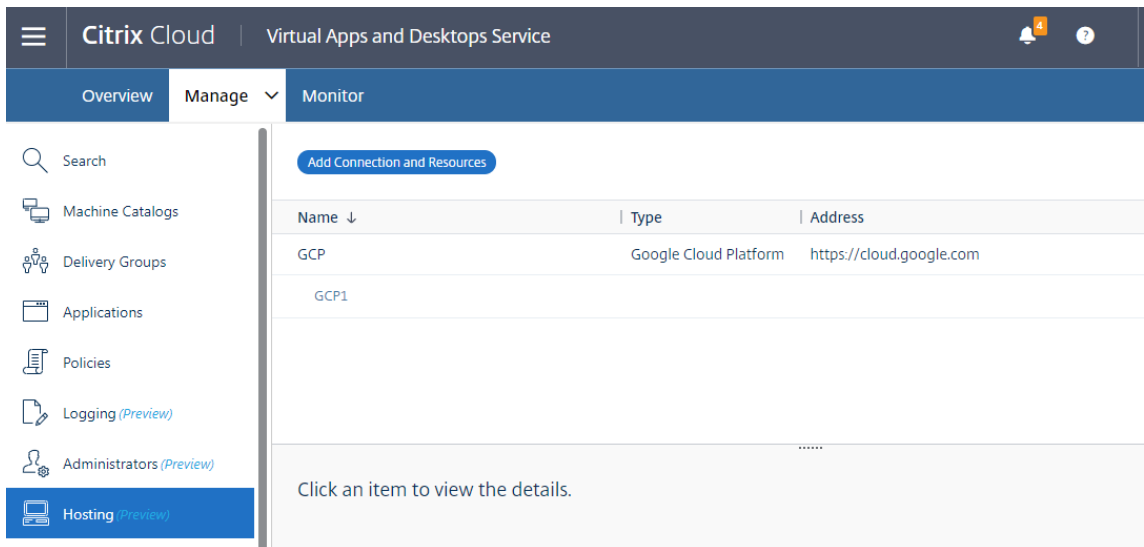 Citrix Cloud | Virtual Apps and Desktops Service 4 ?
Overview Manage Monitor
Search
Machine Catalogs
Delivery Groups
Applications
Policies
Logging (Preview)
Administrators (Preview)
Hosting (Preview)
Add Connection and Resources
Name ↓ | Type | Address
GCP Google Cloud Platform https://cloud.google.com
GCP1
Click an item to view the details.